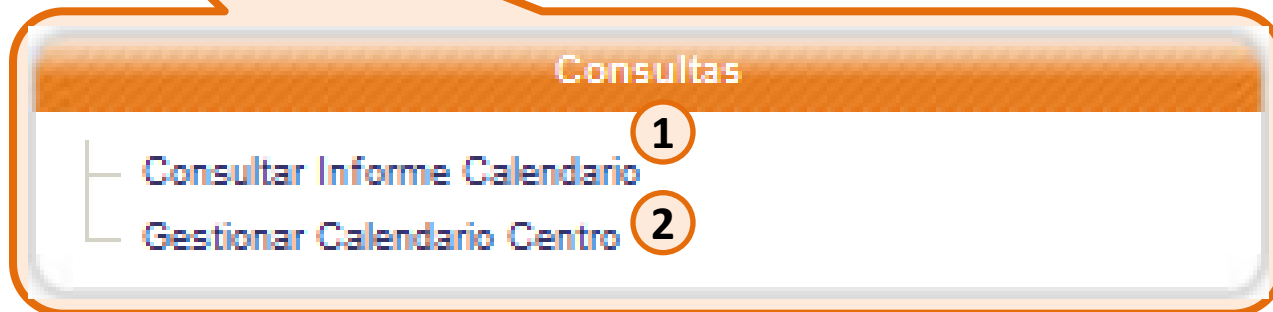 Consultas
1
Consultar Informe Calendario
Gestionar Calendario Centro 2